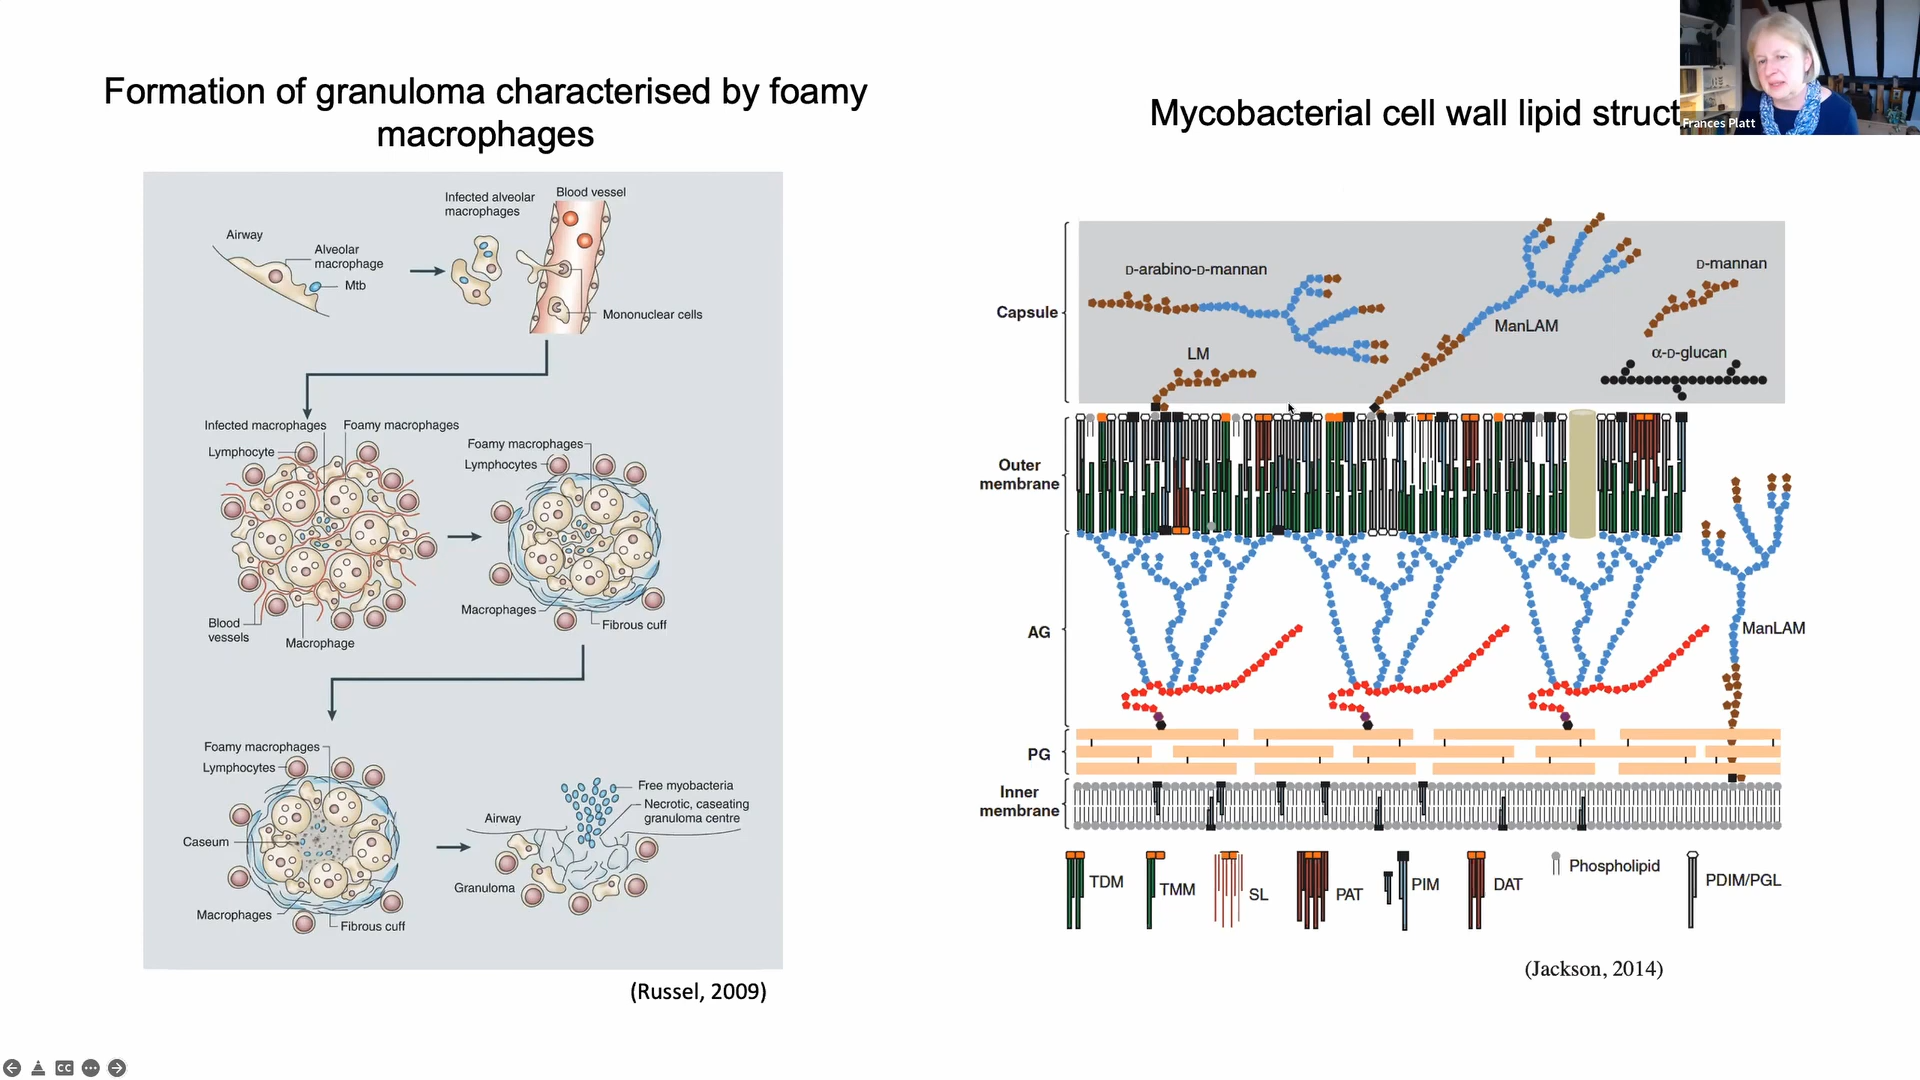 Formation of granuloma characterised by foamy
macrophages
Infected alveolar
macrophages
Blood vessel
Airway
Alveolar
macrophage
Mtb
Mononuclear cells
Infected macrophages
Foamy macrophages
Lymphocyte
Foamy macrophages
Lymphocytes
Blood
vessels
Macrophage
Macrophages
Fibrous cuff
Foamy macrophages
Lymphocytes
Caseum
Macrophages
Fibrous cuff
Airway
Free myobacteria
Necrotic, caseating
granuloma centre
Granuloma
(Russel, 2009)
Mycobacterial cell wall lipid struct
Frances Platt
Capsule
D-arabino-D-mannan
LM
ManLAM
D-mannan
α-D-glucan
Outer
membrane
AG
ManLAM
PG
Inner
membrane
TDM
TMM
SL
PAT
PIM
DAT
Phospholipid
PDIM/PGL
(Jackson, 2014)
CC